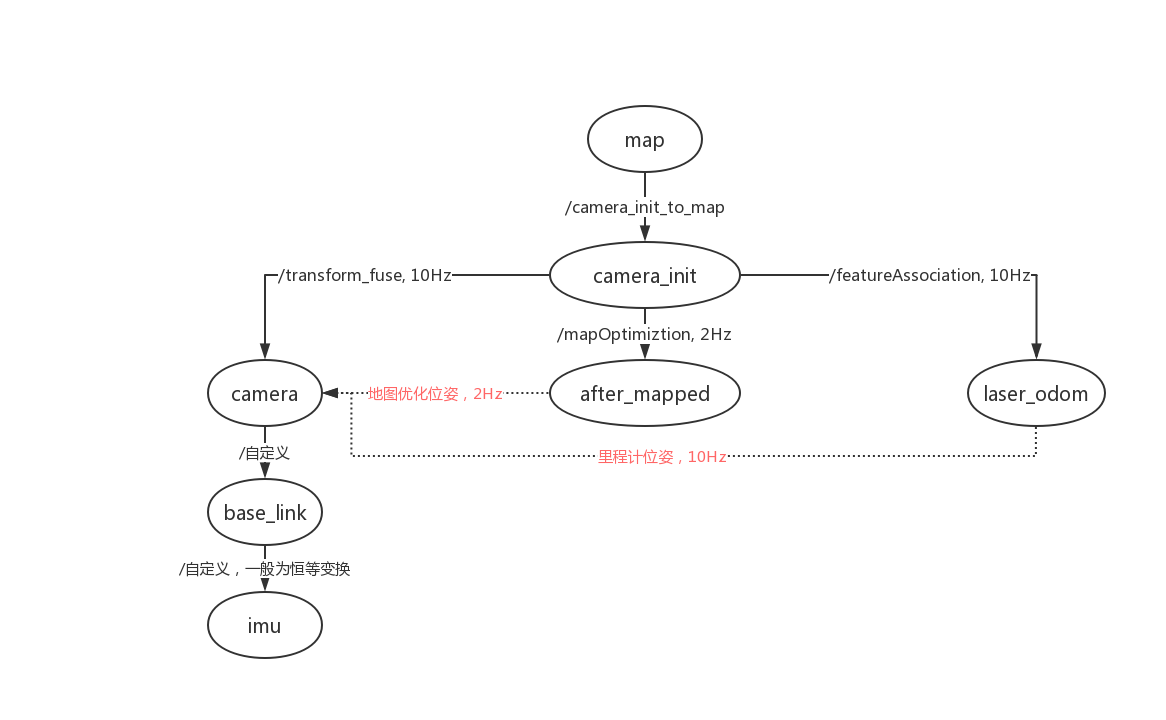 map
/camera_init_to_map
camera_init
/transform_fuse, 10Hz
/featureAssociation, 10Hz
/mapOptimiztion, 2Hz
camera
地图优化位姿，2Hz
after_mapped
laser_odom
/自定义
里程计位姿，10Hz
base_link
/自定义，一般为恒等变换
imu